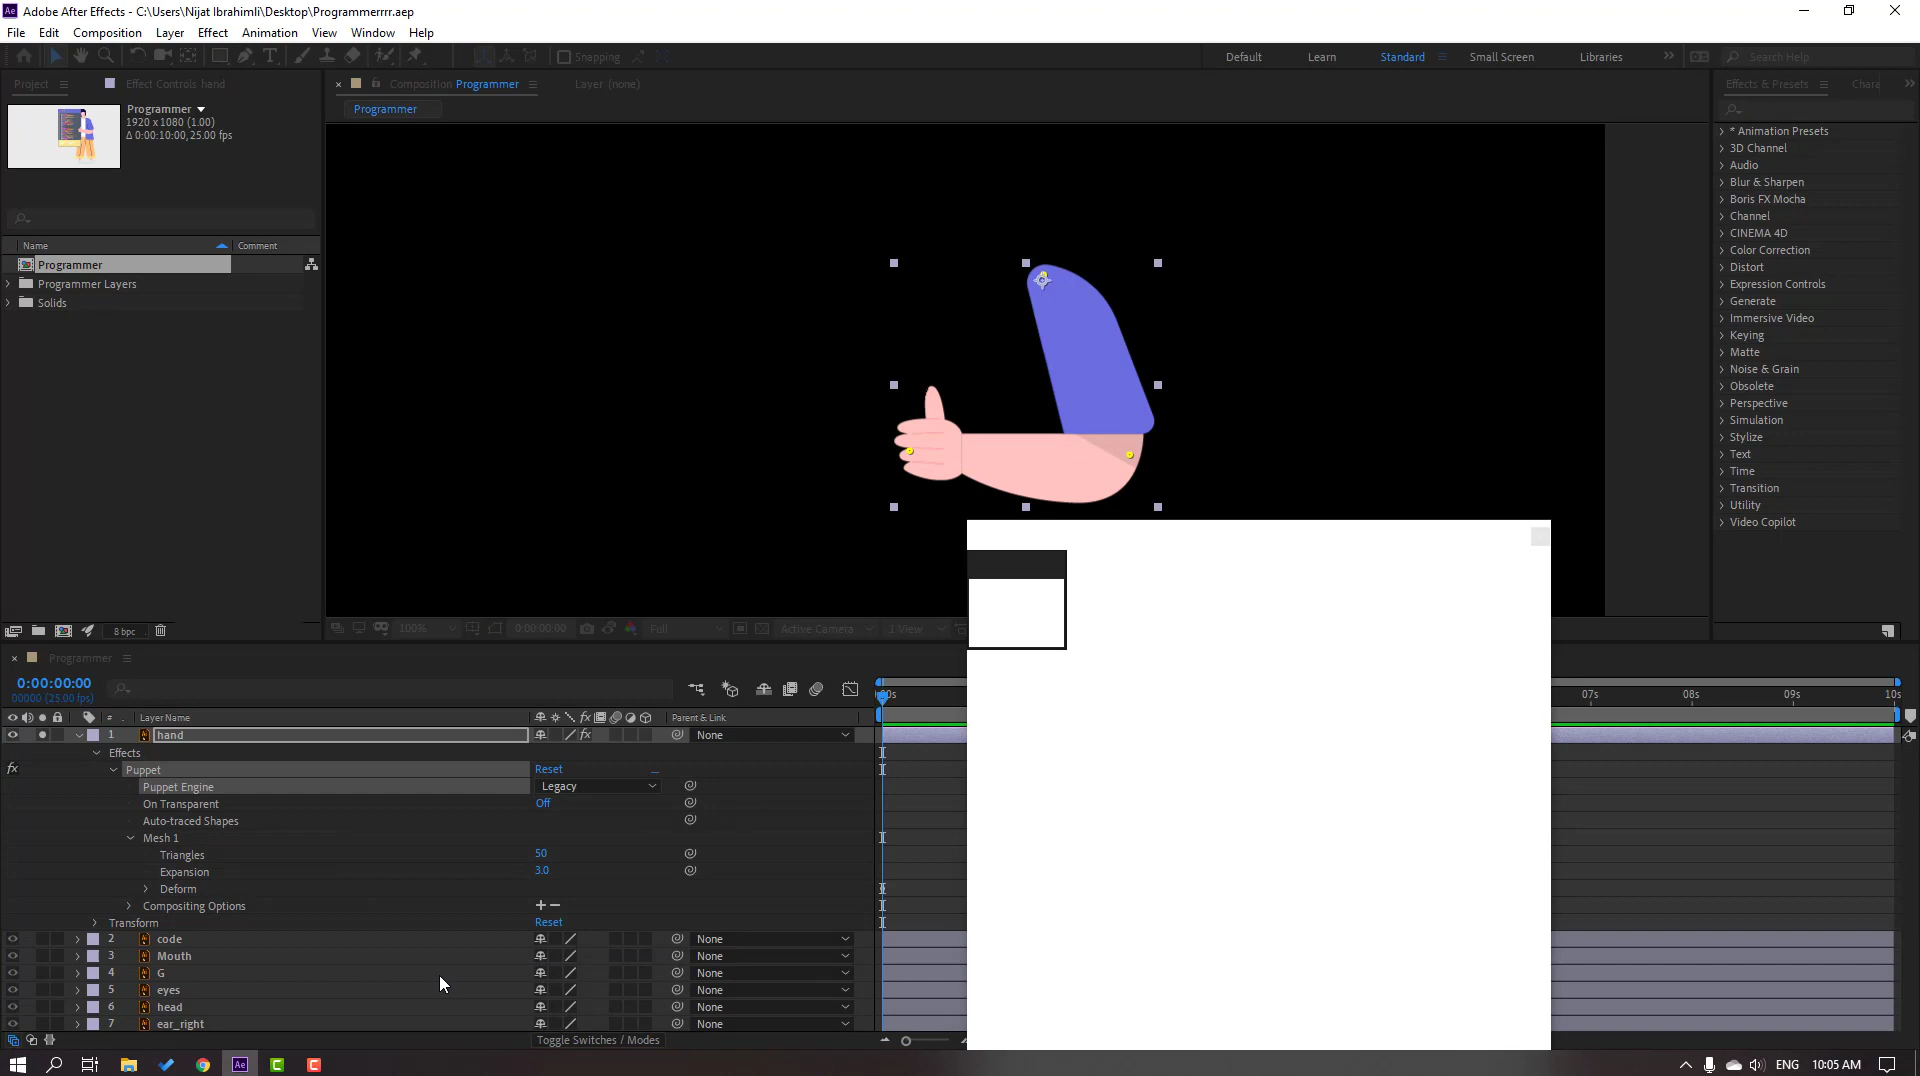 Adobe After Effects - C:\Users\Nijat Ibrahimli\Desktop\Programmerrrr.aep
File Edit Composition Layer Effect Animation View Window Help
Snapping
Default Learn Standard Small Screen Libraries
Search Help
Project
Effect Controls hand
Composition Programmer
Layer (none)
Effects & Presets
Programmer
1920 x 1080 (1.00)
Δ 0:00:10:00, 25.00 fps
Programmer
Name Comment
Programmer
Programmer Layers
Solids
* Animation Presets
3D Channel
Audio
Blur & Sharpen
Boris FX Mocha
Channel
CINEMA 4D
Color Correction
Distort
Expression Controls
Generate
Immersive Video
Keying
Matte
Noise & Grain
Obsolete
Perspective
Simulation
Stylize
Text
Time
Transition
Utility
Video Copilot
8 bpc
100% 0:00:00:00 Full Active Camera 1 View
Programmer
0:00:00:00
00000 (25.00 fps)
07s 08s 09s 10s
# Layer Name Parent & Link
1 hand None
Effects
fx Puppet Reset
Puppet Engine Legacy
On Transparent Off
Auto-traced Shapes
Mesh 1
Triangles 50
Expansion 3.0
Deform
Compositing Options
Transform Reset
2 code None
3 Mouth None
4 G None
5 eyes None
6 head None
7 ear_right None
Toggle Switches / Modes
ENG 10:05 AM